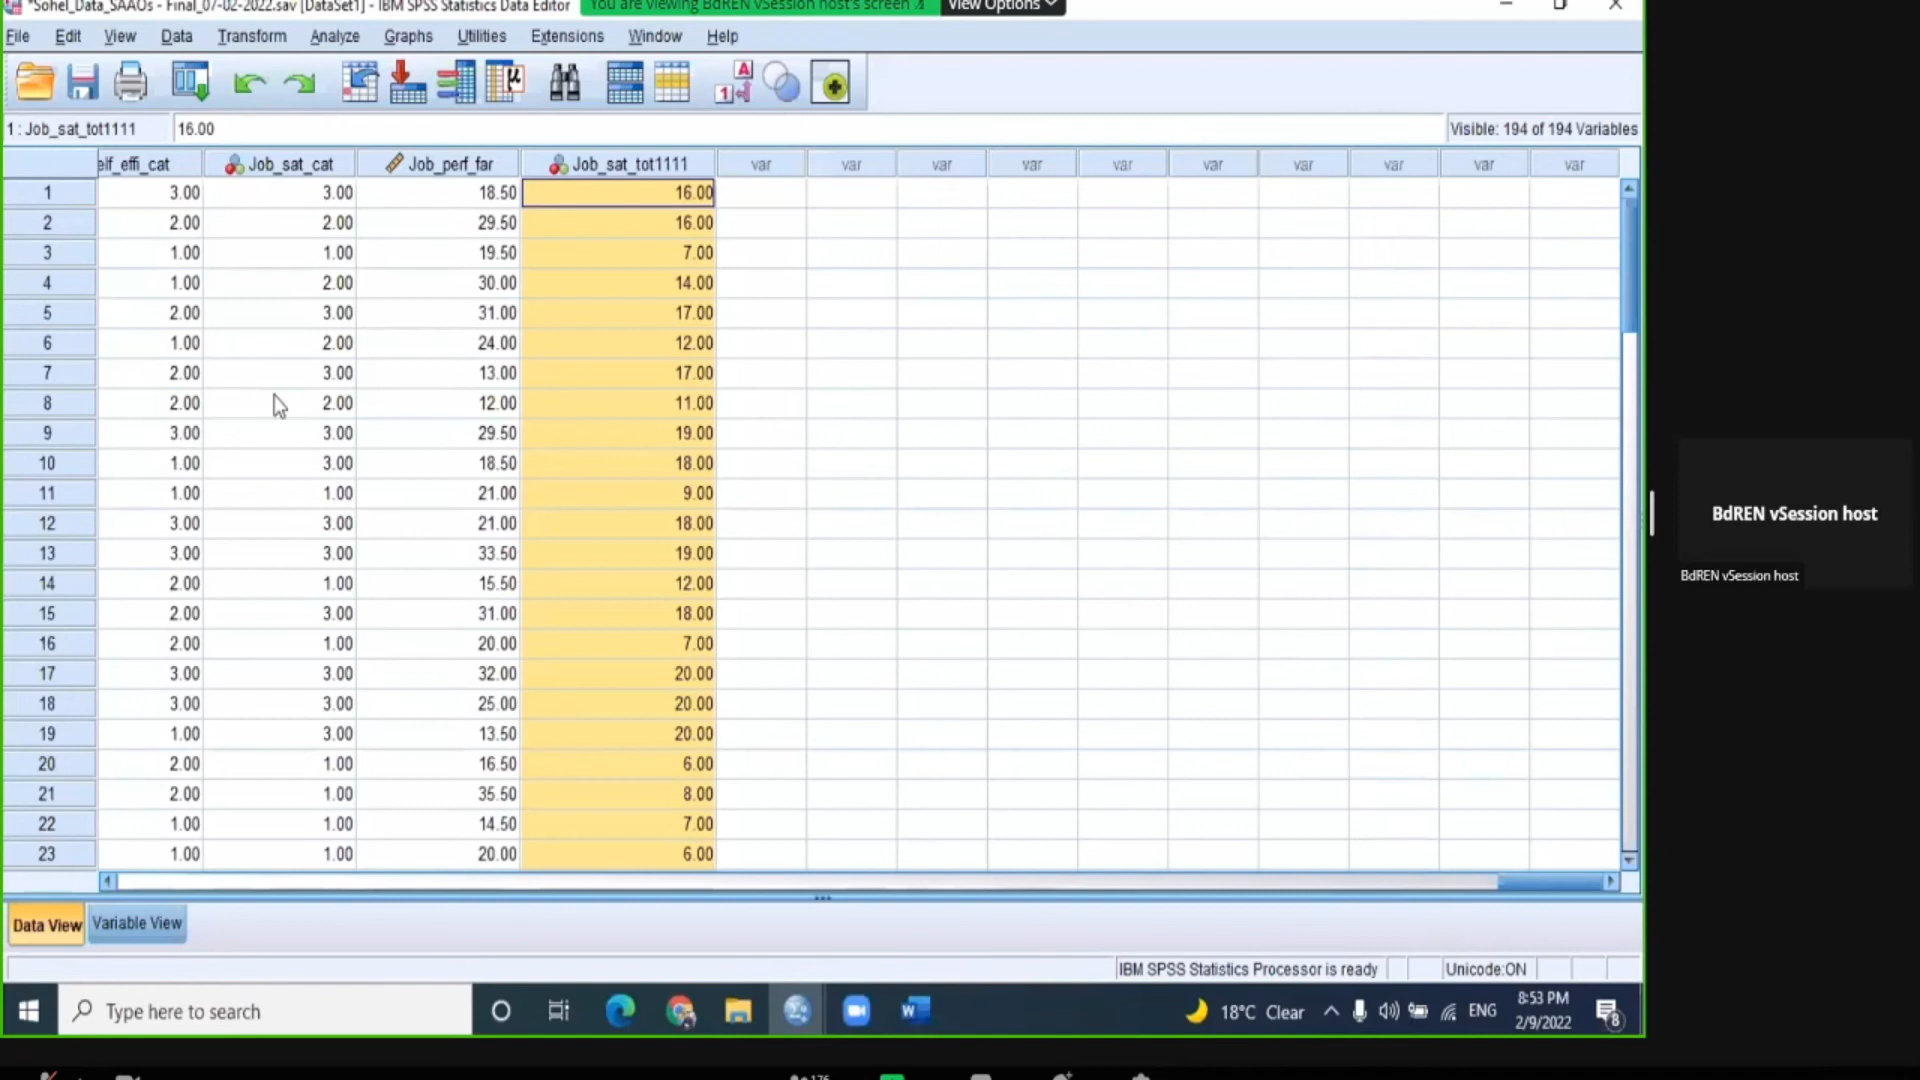 *Sohel_Data_SAAOs - Final_07-02-2022.sav [DataSet1] - IBM SPSS Statistics Data Editor
You are viewing BdREN vSession host's screen
View Options
File Edit View Data Transform Analyze Graphs Utilities Extensions Window Help
1 : Job_sat_tot1111 16.00 Visible: 194 of 194 Variables
elf_effi_cat Job_sat_cat Job_perf_far Job_sat_tot1111 var var var var var var var var var var
1 3.00 3.00 18.50 16.00
2 2.00 2.00 29.50 16.00
3 1.00 1.00 19.50 7.00
4 1.00 2.00 30.00 14.00
5 2.00 3.00 31.00 17.00
6 1.00 2.00 24.00 12.00
7 2.00 3.00 13.00 17.00
8 2.00 2.00 12.00 11.00
9 3.00 3.00 29.50 19.00
10 1.00 3.00 18.50 18.00
11 1.00 1.00 21.00 9.00
12 3.00 3.00 21.00 18.00
13 3.00 3.00 33.50 19.00
14 2.00 1.00 15.50 12.00
15 2.00 3.00 31.00 18.00
16 2.00 1.00 20.00 7.00
17 3.00 3.00 32.00 20.00
18 3.00 3.00 25.00 20.00
19 1.00 3.00 13.50 20.00
20 2.00 1.00 16.50 6.00
21 2.00 1.00 35.50 8.00
22 1.00 1.00 14.50 7.00
23 1.00 1.00 20.00 6.00
Data View Variable View
IBM SPSS Statistics Processor is ready Unicode:ON
Type here to search
18°C Clear
ENG
8:53 PM
2/9/2022
8
BdREN vSession host
BdREN vSession host
176